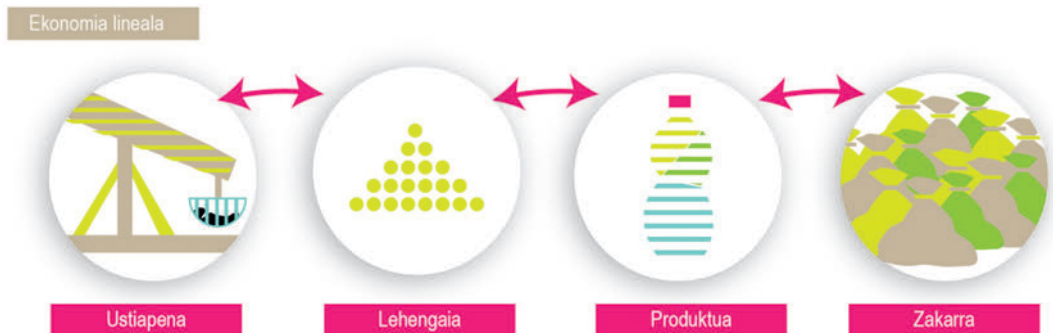 Ekonomia lineala
Ustiapena
Lehengaia
Produktua
Zakarra